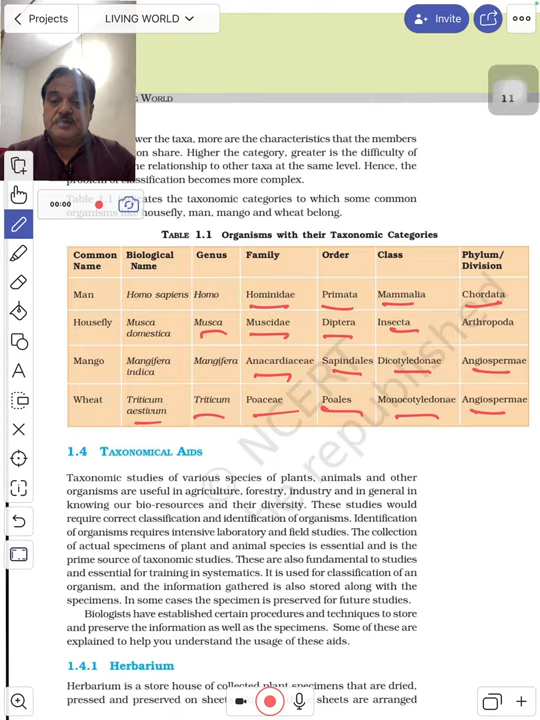 Projects
LIVING WORLD
Invite
WORLD
11
wer the taxa, more are the characteristics that the members
on share. Higher the category, greater is the difficulty of
e relationship to other taxa at the same level. Hence, the
problem of classification becomes more complex.
Table 1.1 indicates the taxonomic categories to which some common
organisms like housefly, man, mango and wheat belong.
00:00
TABLE 1.1 Organisms with their Taxonomic Categories
Common Name Biological Name Genus Family Order Class Phylum/ Division
Man Homo sapiens Homo Hominidae Primata Mammalia Chordata
Housefly Musca domestica Musca Muscidae Diptera Insecta Arthropoda
Mango Mangifera indica Mangifera Anacardiaceae Sapindales Dicotyledonae Angiospermae
Wheat Triticum aestivum Triticum Poaceae Poales Monocotyledonae Angiospermae
© NCERT
be republished
1.4 TAXONOMICAL AIDS
Taxonomic studies of various species of plants, animals and other
organisms are useful in agriculture, forestry, industry and in general in
knowing our bio-resources and their diversity. These studies would
require correct classification and identification of organisms. Identification
of organisms requires intensive laboratory and field studies. The collection
of actual specimens of plant and animal species is essential and is the
prime source of taxonomic studies. These are also fundamental to studies
and essential for training in systematics. It is used for classification of an
organism, and the information gathered is also stored along with the
specimens. In some cases the specimen is preserved for future studies.
Biologists have established certain procedures and techniques to store
and preserve the information as well as the specimens. Some of these are
explained to help you understand the usage of these aids.
1.4.1 Herbarium
Herbarium is a store house of collected plant specimens that are dried,
pressed and preserved on sheet sheets are arranged